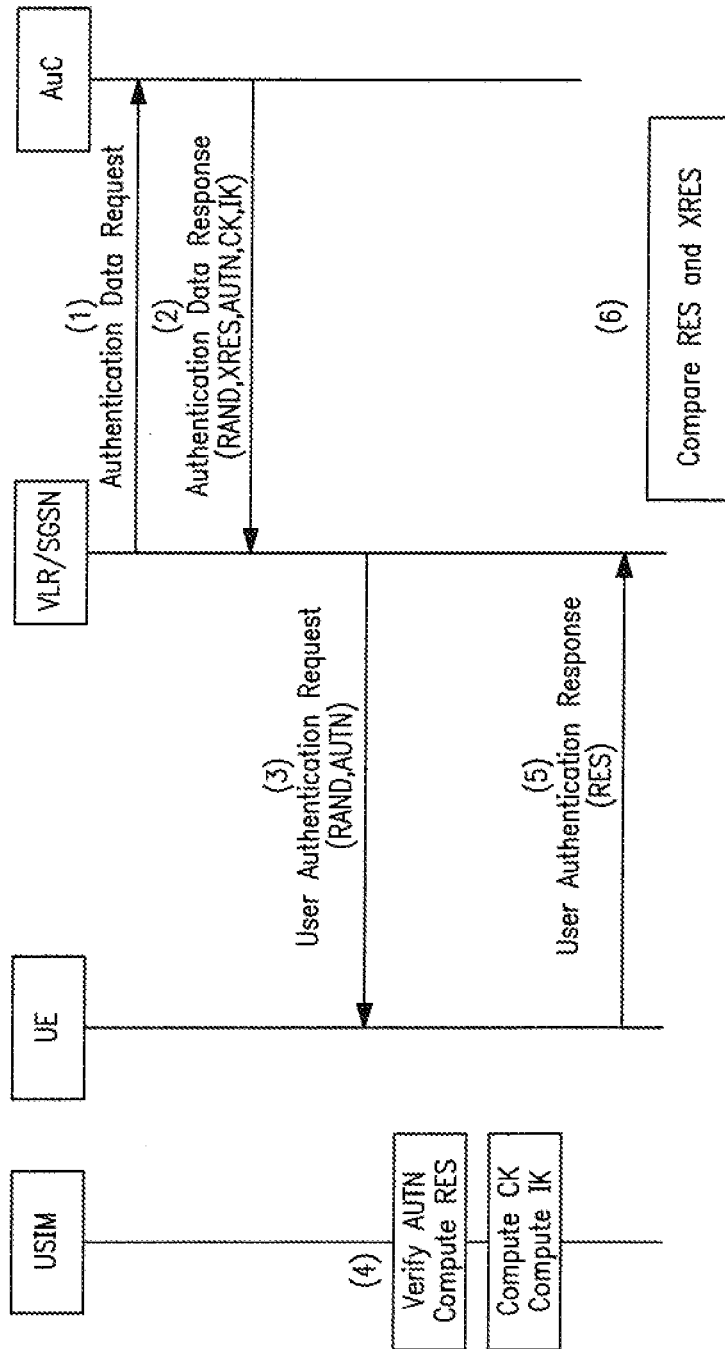 USIM
UE
VLR/SGSN
AuC
(1)
Authentication Data Request
(2)
Authentication Data Response
(RAND,XRES,AUTN,CK,IK)
(3)
User Authentication Request
(RAND,AUTN)
(4)
Verify AUTN
Compute RES
Compute CK
Compute IK
(5)
User Authentication Response
(RES)
(6)
Compare RES and XRES